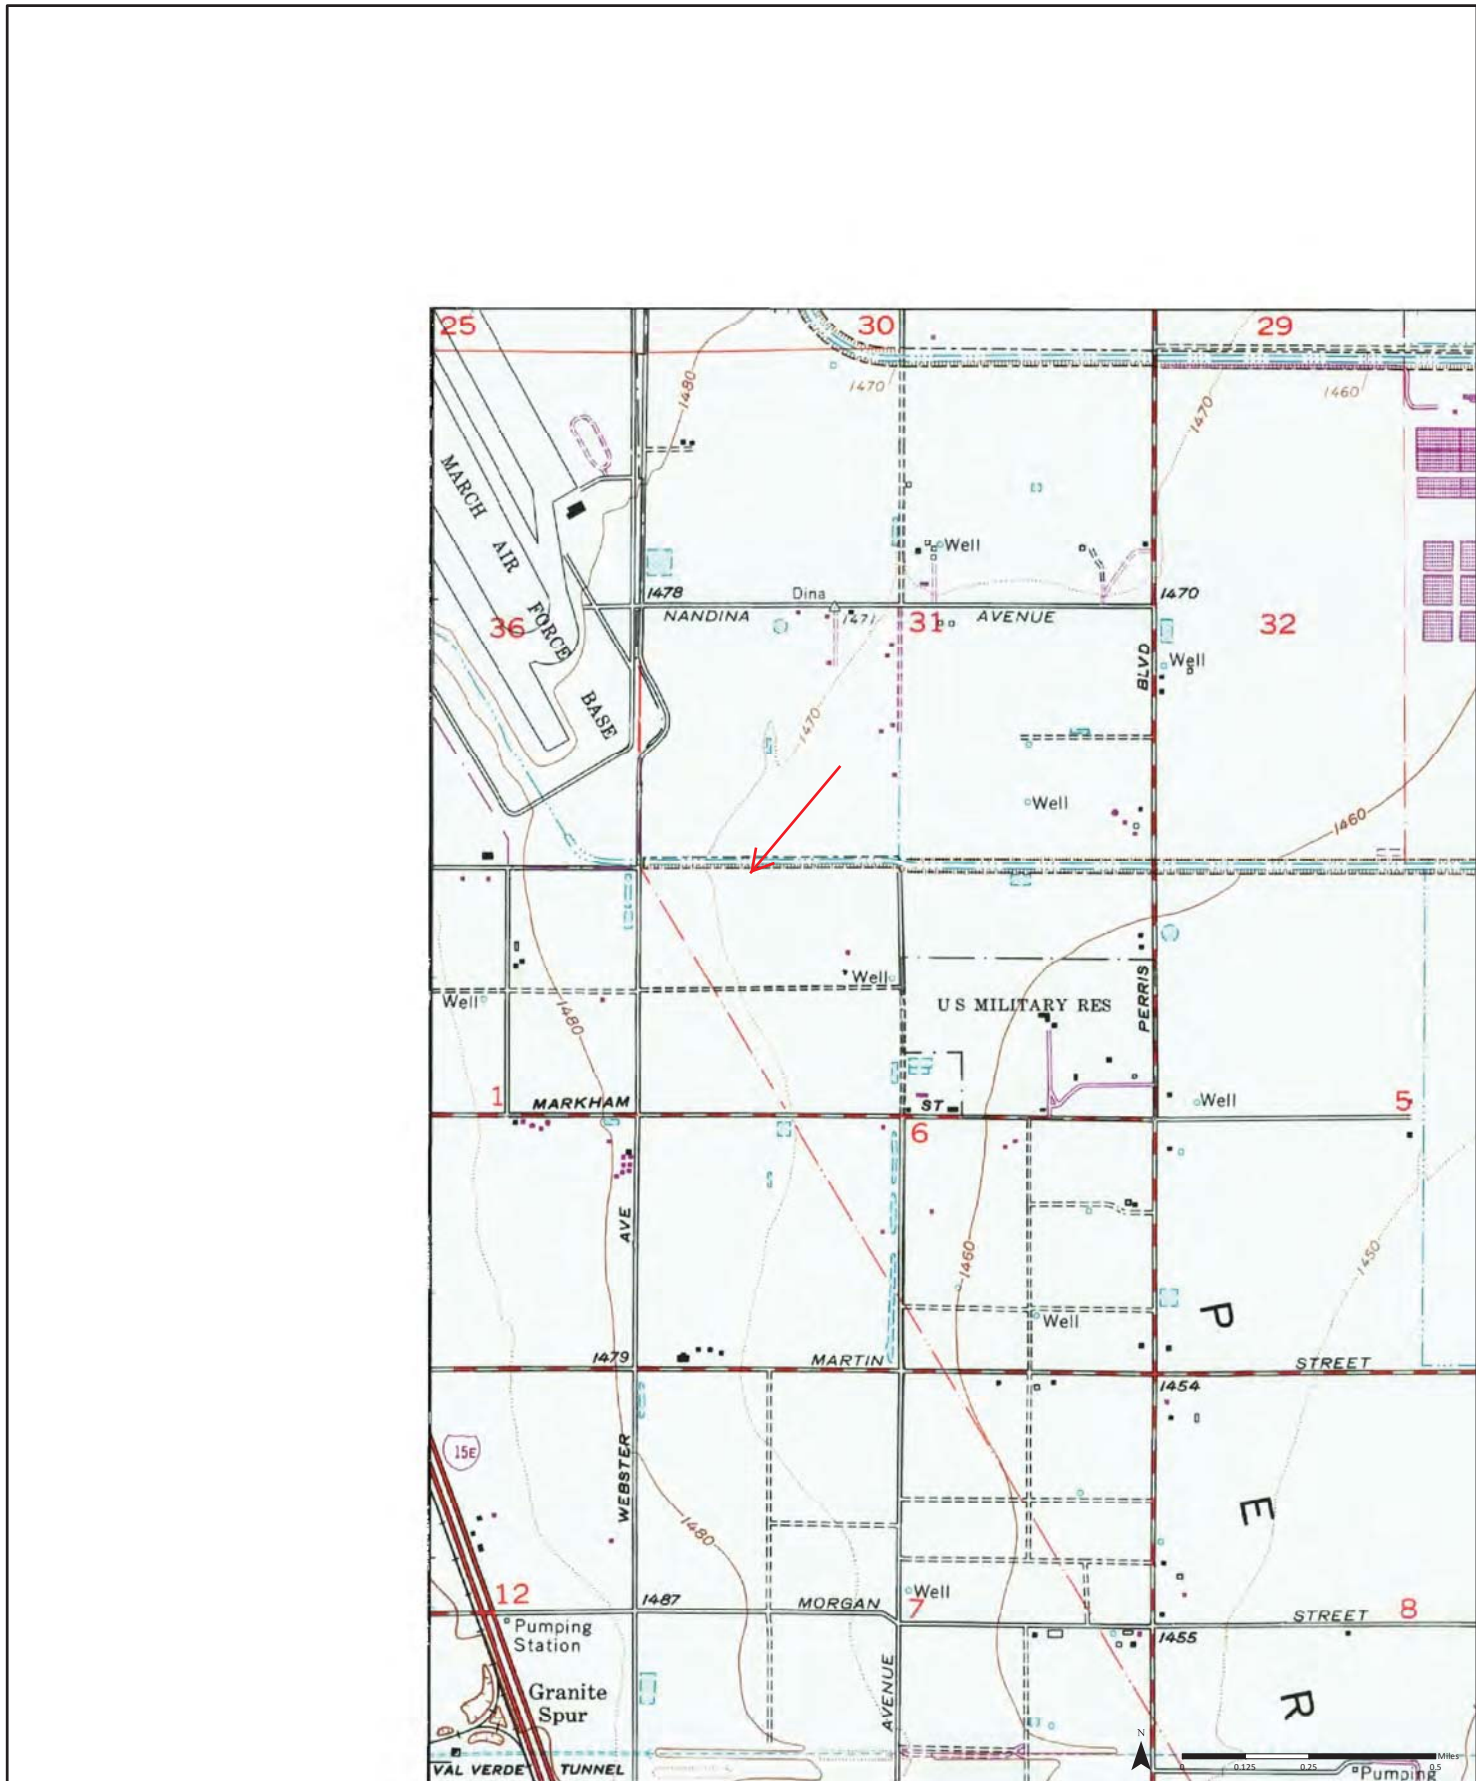 25
30
29
1480
1470
1460
1470
MARCH
AIR
FORCE
BASE
Well
1478
Dina
1470
NANDINA
1471
31
AVENUE
36
32
BLVD
Well
1470
Well
1460
Well
Well
1480
U S MILITARY RES
PERRIS
1
MARKHAM
ST
Well
5
6
AVE
1460
1450
P
Well
1479
MARTIN
STREET
1454
15E
WEBSTER
E
1480
12
1487
MORGAN
Well
7
STREET
8
Pumping
Station
1455
Granite
Spur
AVENUE
R
N
VAL VERDE
TUNNEL
0
0.125
0.25
0.5
Miles
Pumping